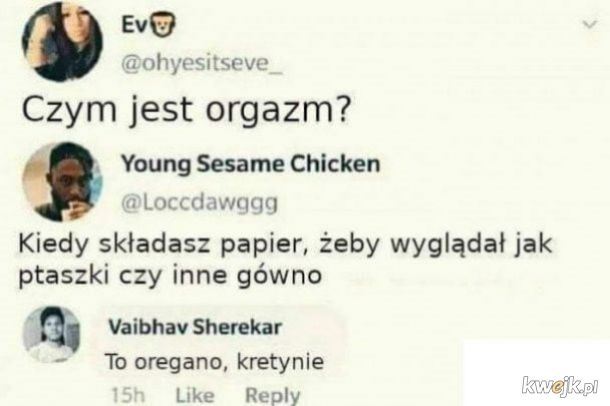 Ev🐵
@ohyesitseve_
Czym jest orgazm?
Young Sesame Chicken
@Loccdawggg
Kiedy składasz papier, żeby wyglądał jak
ptaszki czy inne gówno
Vaibhav Sherekar
To oregano, kretynie
15h Like Reply
kwejk.pl